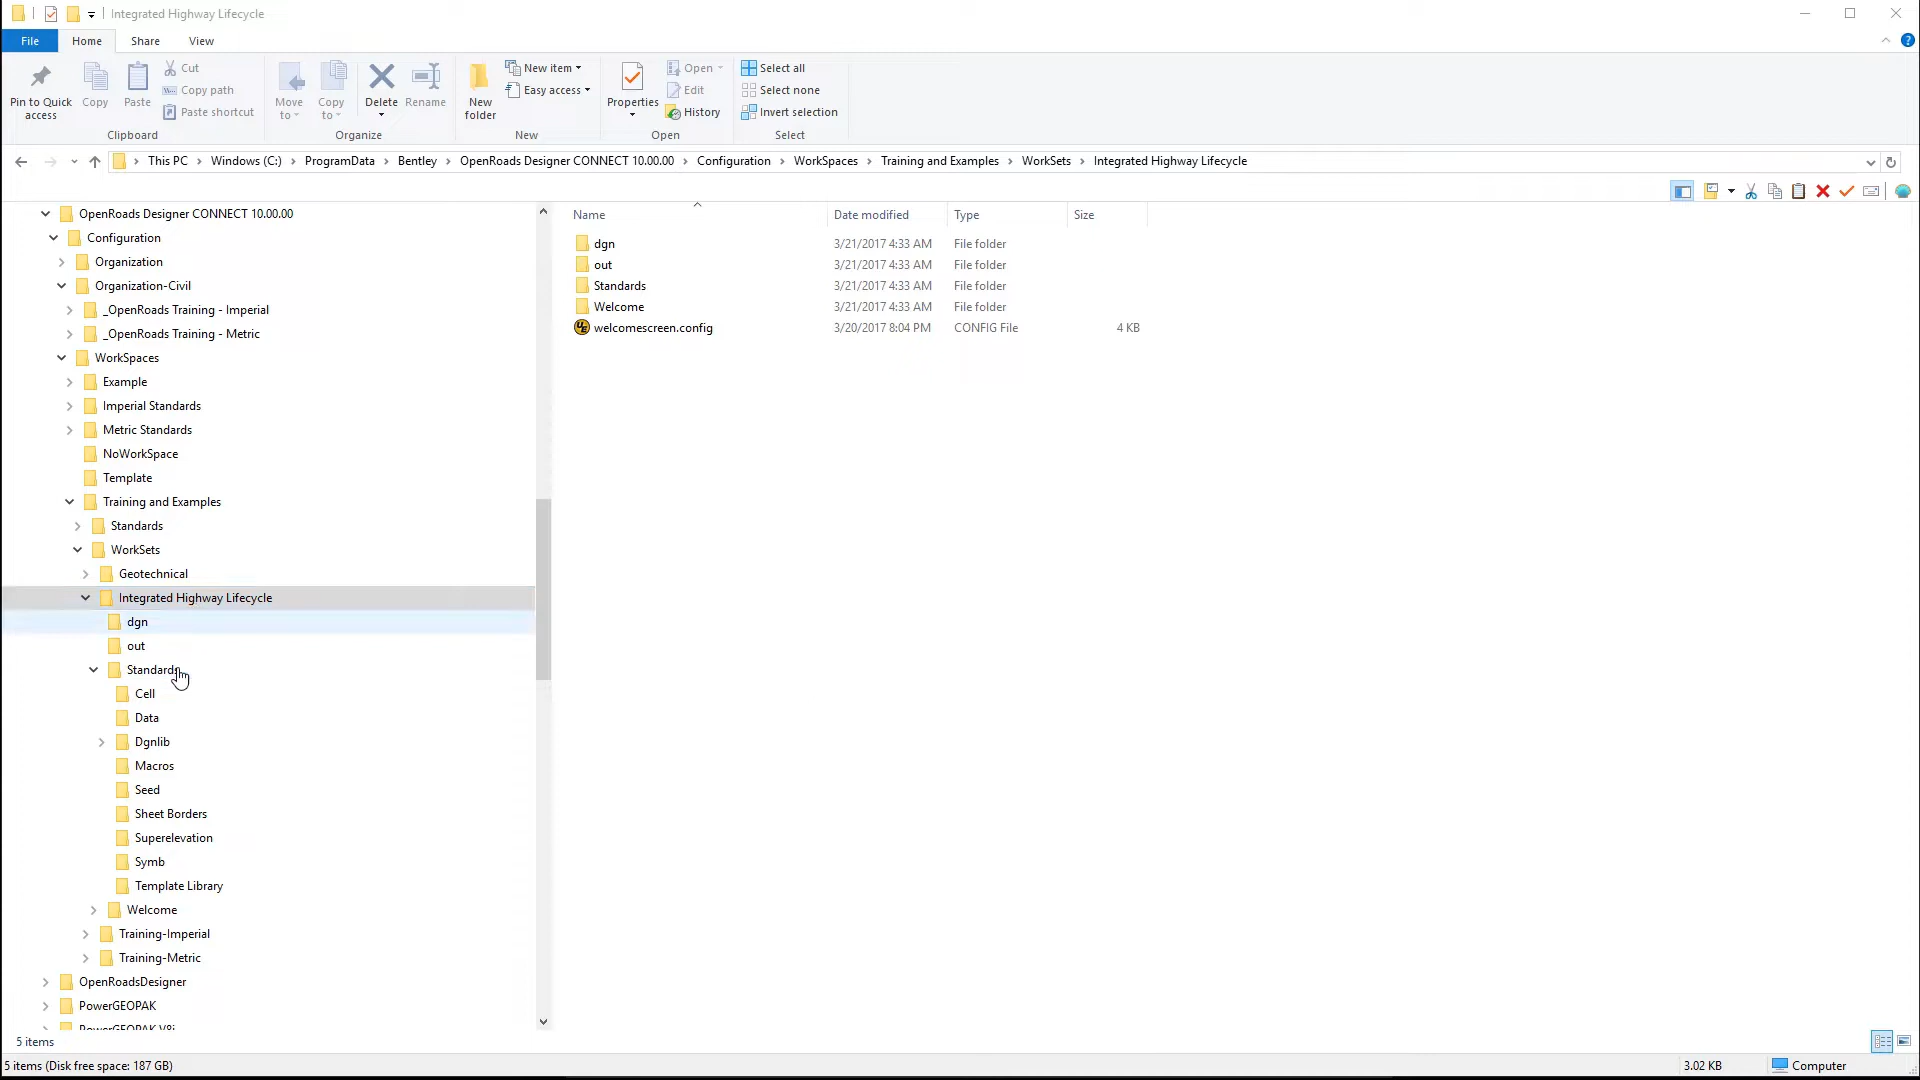 Integrated Highway Lifecycle
File Home Share View
Pin to Quick access
Copy
Paste
Cut
Copy path
Paste shortcut
Clipboard
Move to
Copy to
Delete
Rename
Organize
New folder
New item
Easy access
New
Properties
Open
Edit
History
Open
Select all
Select none
Invert selection
Select
This PC > Windows (C:) > ProgramData > Bentley > OpenRoads Designer CONNECT 10.00.00 > Configuration > WorkSpaces > Training and Examples > WorkSets > Integrated Highway Lifecycle
OpenRoads Designer CONNECT 10.00.00
Configuration
Organization
Organization-Civil
_OpenRoads Training - Imperial
_OpenRoads Training - Metric
WorkSpaces
Example
Imperial Standards
Metric Standards
NoWorkSpace
Template
Training and Examples
Standards
WorkSets
Geotechnical
Integrated Highway Lifecycle
dgn
out
Standards
Cell
Data
Dgnlib
Macros
Seed
Sheet Borders
Superelevation
Symb
Template Library
Welcome
Training-Imperial
Training-Metric
OpenRoadsDesigner
PowerGEOPAK
PowerGEOPAK V8i
Name Date modified Type Size
dgn 3/21/2017 4:33 AM File folder
out 3/21/2017 4:33 AM File folder
Standards 3/21/2017 4:33 AM File folder
Welcome 3/21/2017 4:33 AM File folder
welcomescreen.config 3/20/2017 8:04 PM CONFIG File 4 KB
5 items
5 items (Disk free space: 187 GB) 3.02 KB Computer